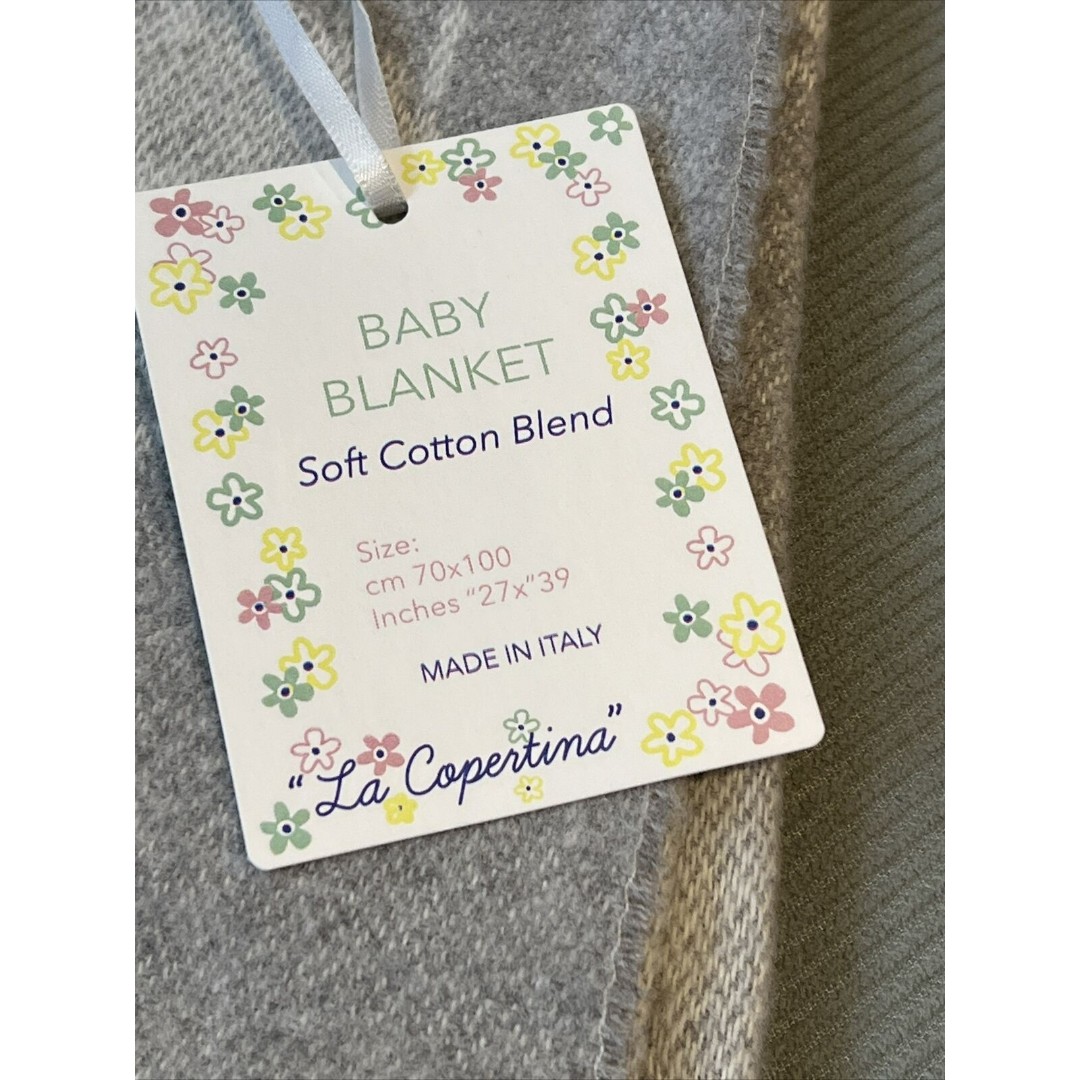 BABY
BLANKET
Soft Cotton Blend
Size:
cm 70x100
Inches “27x”39
MADE IN ITALY
“La Copertina”